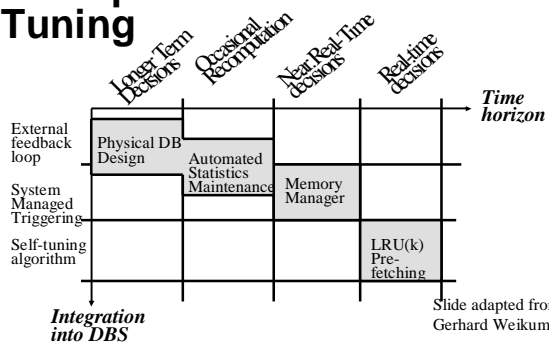 Tuning
Longer Term
Decisions
Occasional
Recomputation
Near Real-Time
decisions
Real-time
decisions
Time
horizon
External
feedback
loop
Physical DB
Design
Automated
Statistics
Maintenance
System
Managed
Triggering
Memory
Manager
Self-tuning
algorithm
LRU(k)
Pre-
fetching
Integration
into DBS
Slide adapted from
Gerhard Weikum